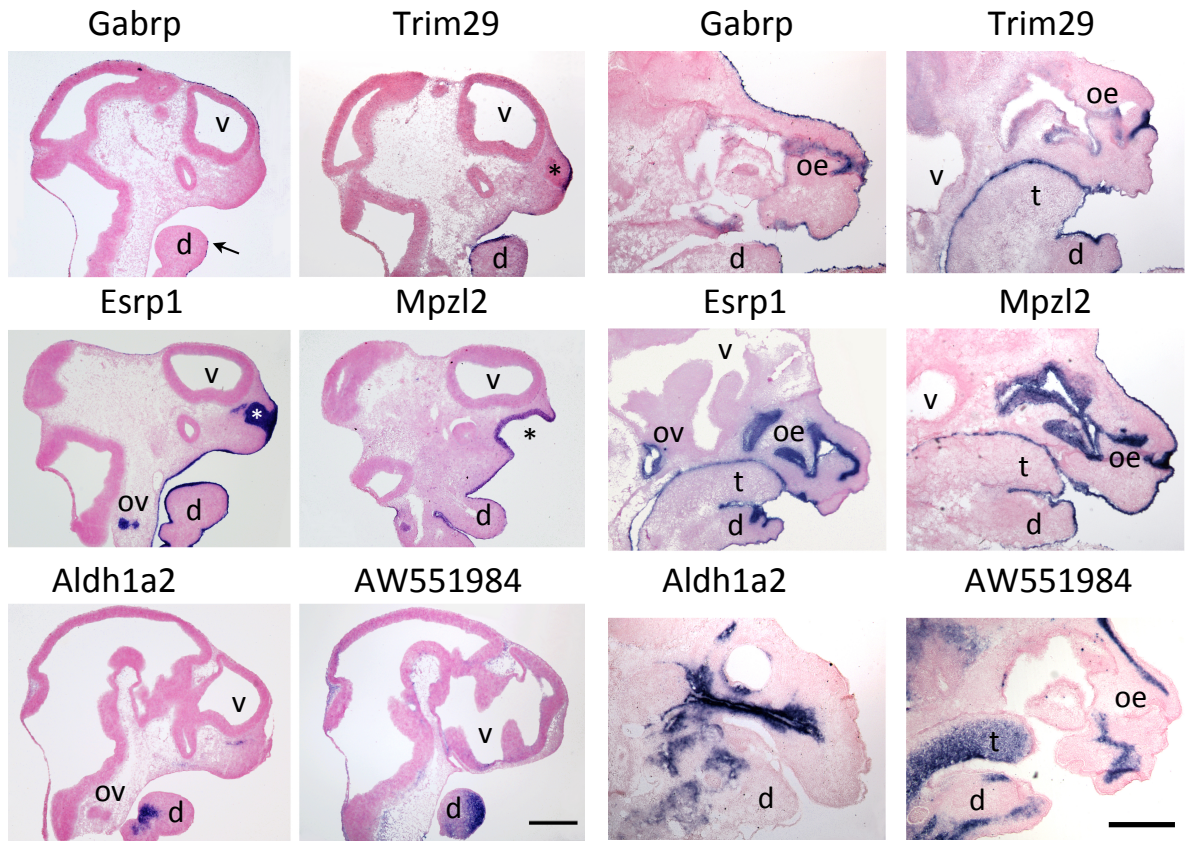 Gabrp Trim29 Gabrp Trim29
v v oe oe
* v
t
d d d d
Esrp1 Mpzl2 Esrp1 Mpzl2
v v v v
* * ov oe oe
t t
ov d d d d
Aldh1a2 AW551984 Aldh1a2 AW551984
v v oe
t
ov d d d d